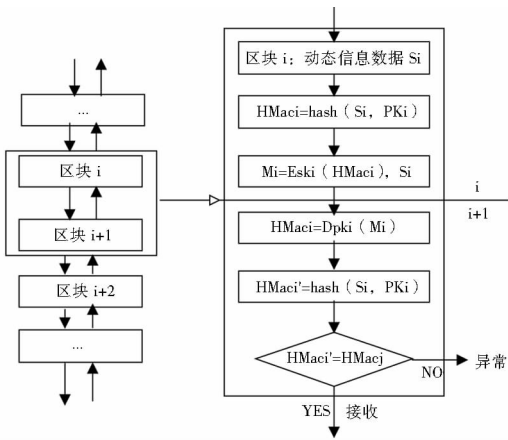 ...
区块 i
区块 i+1
区块 i+2
...
区块 i；动态信息数据 Si
HMaci=hash（Si，PKi）
Mi=Eski（HMaci），Si
i
i+1
HMaci=Dpki（Mi）
HMaci'=hash（Si，PKi）
HMaci'=HMacj
NO
异常
YES 接收